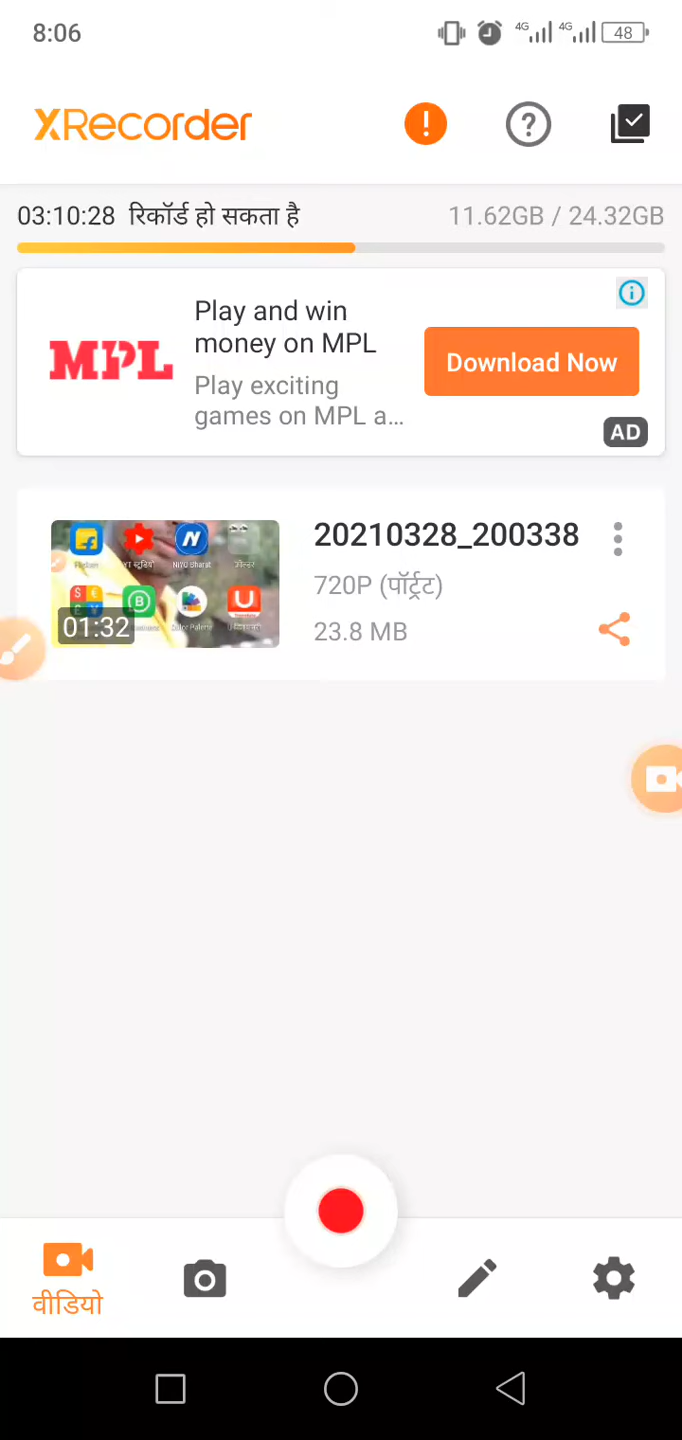 8:06
4G 4G 48
XRecorder
03:10:28 रिकॉर्ड हो सकता है
11.62GB / 24.32GB
Play and win
money on MPL
MPL
Play exciting
games on MPL a...
Download Now
AD
20210328_200338
720P (पॉर्ट्रेट)
23.8 MB
01:32
वीडियो